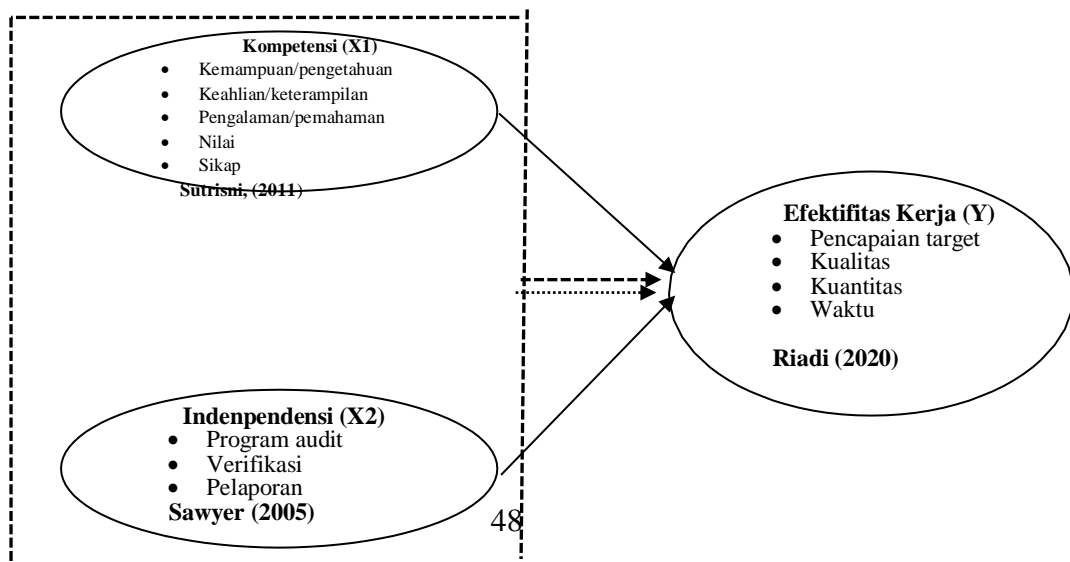 Kompetensi (X1)
• Kemampuan/pengetahuan
• Keahlian/keterampilan
• Pengalaman/pemahaman
• Nilai
• Sikap
Sutrisni, (2011)
Efektifitas Kerja (Y)
• Pencapaian target
• Kualitas
• Kuantitas
• Waktu
Riadi (2020)
Indenpendensi (X2)
• Program audit
• Verifikasi
• Pelaporan
Sawyer (2005)
48